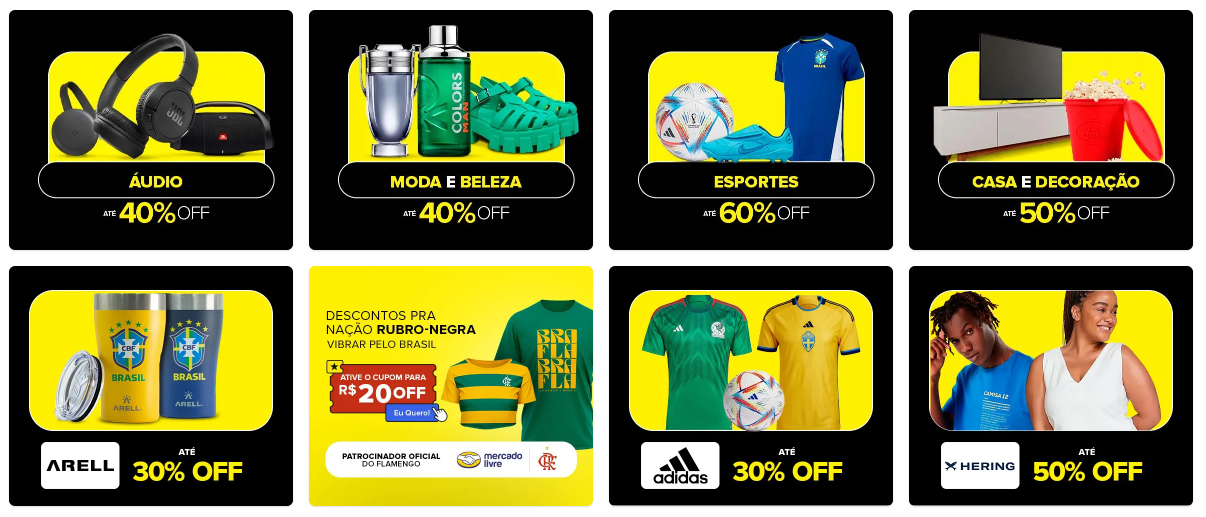 JBL
ÁUDIO
ATÉ 40% OFF
COLORS
MAN
MODA E BELEZA
ATÉ 40% OFF
BRASIL
ESPORTES
ATÉ 60% OFF
CASA E DECORAÇÃO
ATÉ 50% OFF
CBF
BRASIL
ARELL
CBF
BRASIL
ARELL
ARELL
ATÉ
30% OFF
DESCONTOS PRA
NAÇÃO RUBRO-NEGRA
VIBRAR PELO BRASIL
ATIVE O CUPOM PARA
R$20 OFF
Eu Quero!
BRA
FLA
BRA
FLA
PATROCINADOR OFICIAL
DO FLAMENGO
mercado
livre
adidas
ATÉ
30% OFF
CAMISA 12
HERING
ATÉ
50% OFF